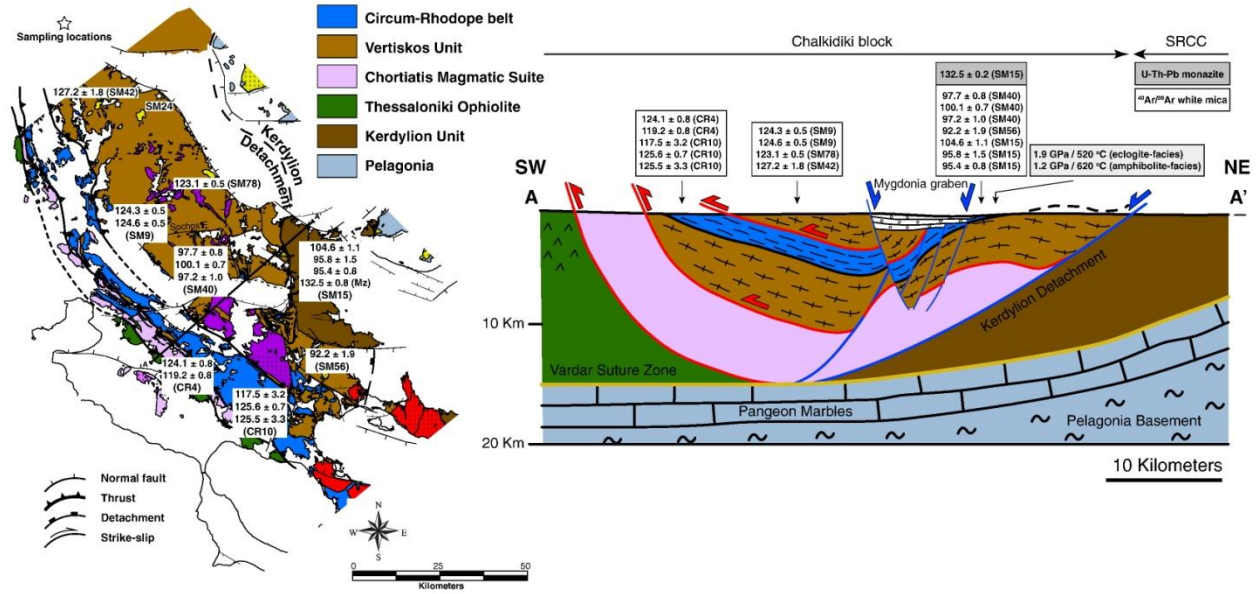 Sampling locations
127.2 ± 1.8 (SM42)
SM24
Kerdylion
Detachment
123.1 ± 0.5 (SM78)
124.3 ± 0.5
124.6 ± 0.5
(SM9)
Sochos
97.7 ± 0.8
100.1 ± 0.7
97.2 ± 1.0
(SM40)
104.6 ± 1.1
95.8 ± 1.5
95.4 ± 0.8
132.5 ± 0.8 (Mz)
(SM15)
92.2 ± 1.9
(SM56)
124.1 ± 0.8
119.2 ± 0.8
(CR4)
117.5 ± 3.2
125.6 ± 0.7
125.5 ± 3.3
(CR10)
Normal fault
Thrust
Detachment
Strike-slip
N
W E
S
0 25 50
Kilometers
Circum-Rhodope belt
Vertiskos Unit
Chortiatis Magmatic Suite
Thessaloniki Ophiolite
Kerdylion Unit
Pelagonia
Chalkidiki block
SRCC
U-Th-Pb monazite
⁴⁰Ar/³⁹Ar white mica
132.5 ± 0.2 (SM15)
97.7 ± 0.8 (SM40)
100.1 ± 0.7 (SM40)
97.2 ± 1.0 (SM40)
92.2 ± 1.9 (SM56)
104.6 ± 1.1 (SM15)
95.8 ± 1.5 (SM15)
95.4 ± 0.8 (SM15)
124.1 ± 0.8 (CR4)
119.2 ± 0.8 (CR4)
117.5 ± 3.2 (CR10)
125.6 ± 0.7 (CR10)
125.5 ± 3.3 (CR10)
124.3 ± 0.5 (SM9)
124.6 ± 0.5 (SM9)
123.1 ± 0.5 (SM78)
127.2 ± 1.8 (SM42)
1.9 GPa / 520 °C (eclogite-facies)
1.2 GPa / 620 °C (amphibolite-facies)
SW
NE
A
A'
Mygdonia graben
10 Km
20 Km
Kerdylion Detachment
Vardar Suture Zone
Pangeon Marbles
Pelagonia Basement
10 Kilometers